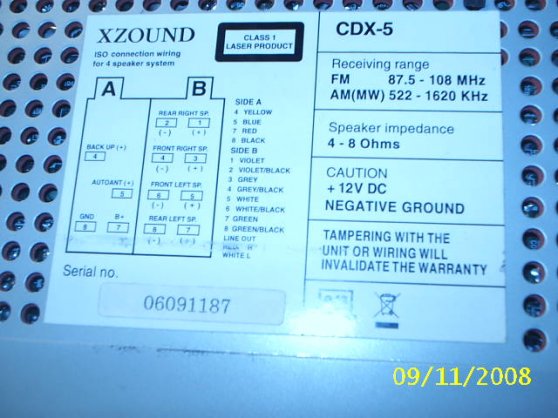 XZOUND
ISO connection wiring
for 4 speaker system
CLASS 1
LASER PRODUCT
A
B
REAR RIGHT SP.
2 1
(-) (+)
BACK UP (+)
4
FRONT RIGHT SP.
4 3
(-) (+)
AUTOANT (+)
5
FRONT LEFT SP.
6 5
(-) (+)
GND B+
8 7
REAR LEFT SP.
8 7
(-) (+)
SIDE A
4 YELLOW
5 BLUE
7 RED
8 BLACK
SIDE B
1 VIOLET
2 VIOLET/BLACK
3 GREY
4 GREY/BLACK
5 WHITE
6 WHITE/BLACK
7 GREEN
8 GREEN/BLACK
LINE OUT
RED R
WHITE L
Serial no.
06091187
CDX-5
Receiving range
FM 87.5 - 108 MHz
AM(MW) 522 - 1620 KHz
Speaker impedance
4 - 8 Ohms
CAUTION
+ 12V DC
NEGATIVE GROUND
TAMPERING WITH THE
UNIT OR WIRING WILL
INVALIDATE THE WARRANTY
09/11/2008